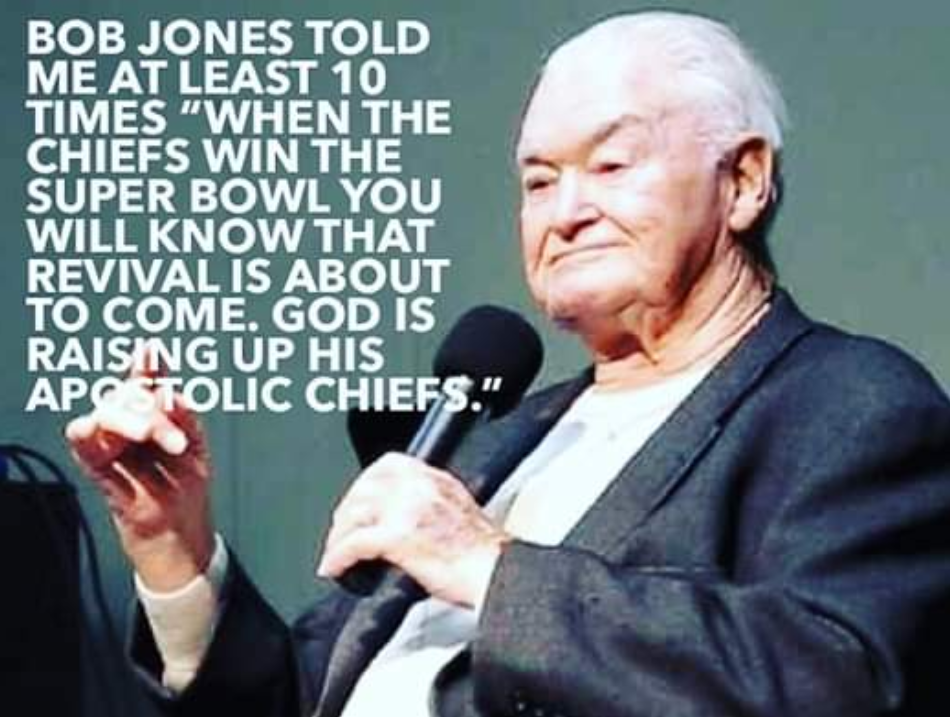 BOB JONES TOLD
ME AT LEAST 10
TIMES "WHEN THE
CHIEFS WIN THE
SUPER BOWL YOU
WILL KNOW THAT
REVIVAL IS ABOUT
TO COME. GOD IS
RAISING UP HIS
APOSTOLIC CHIEFS."